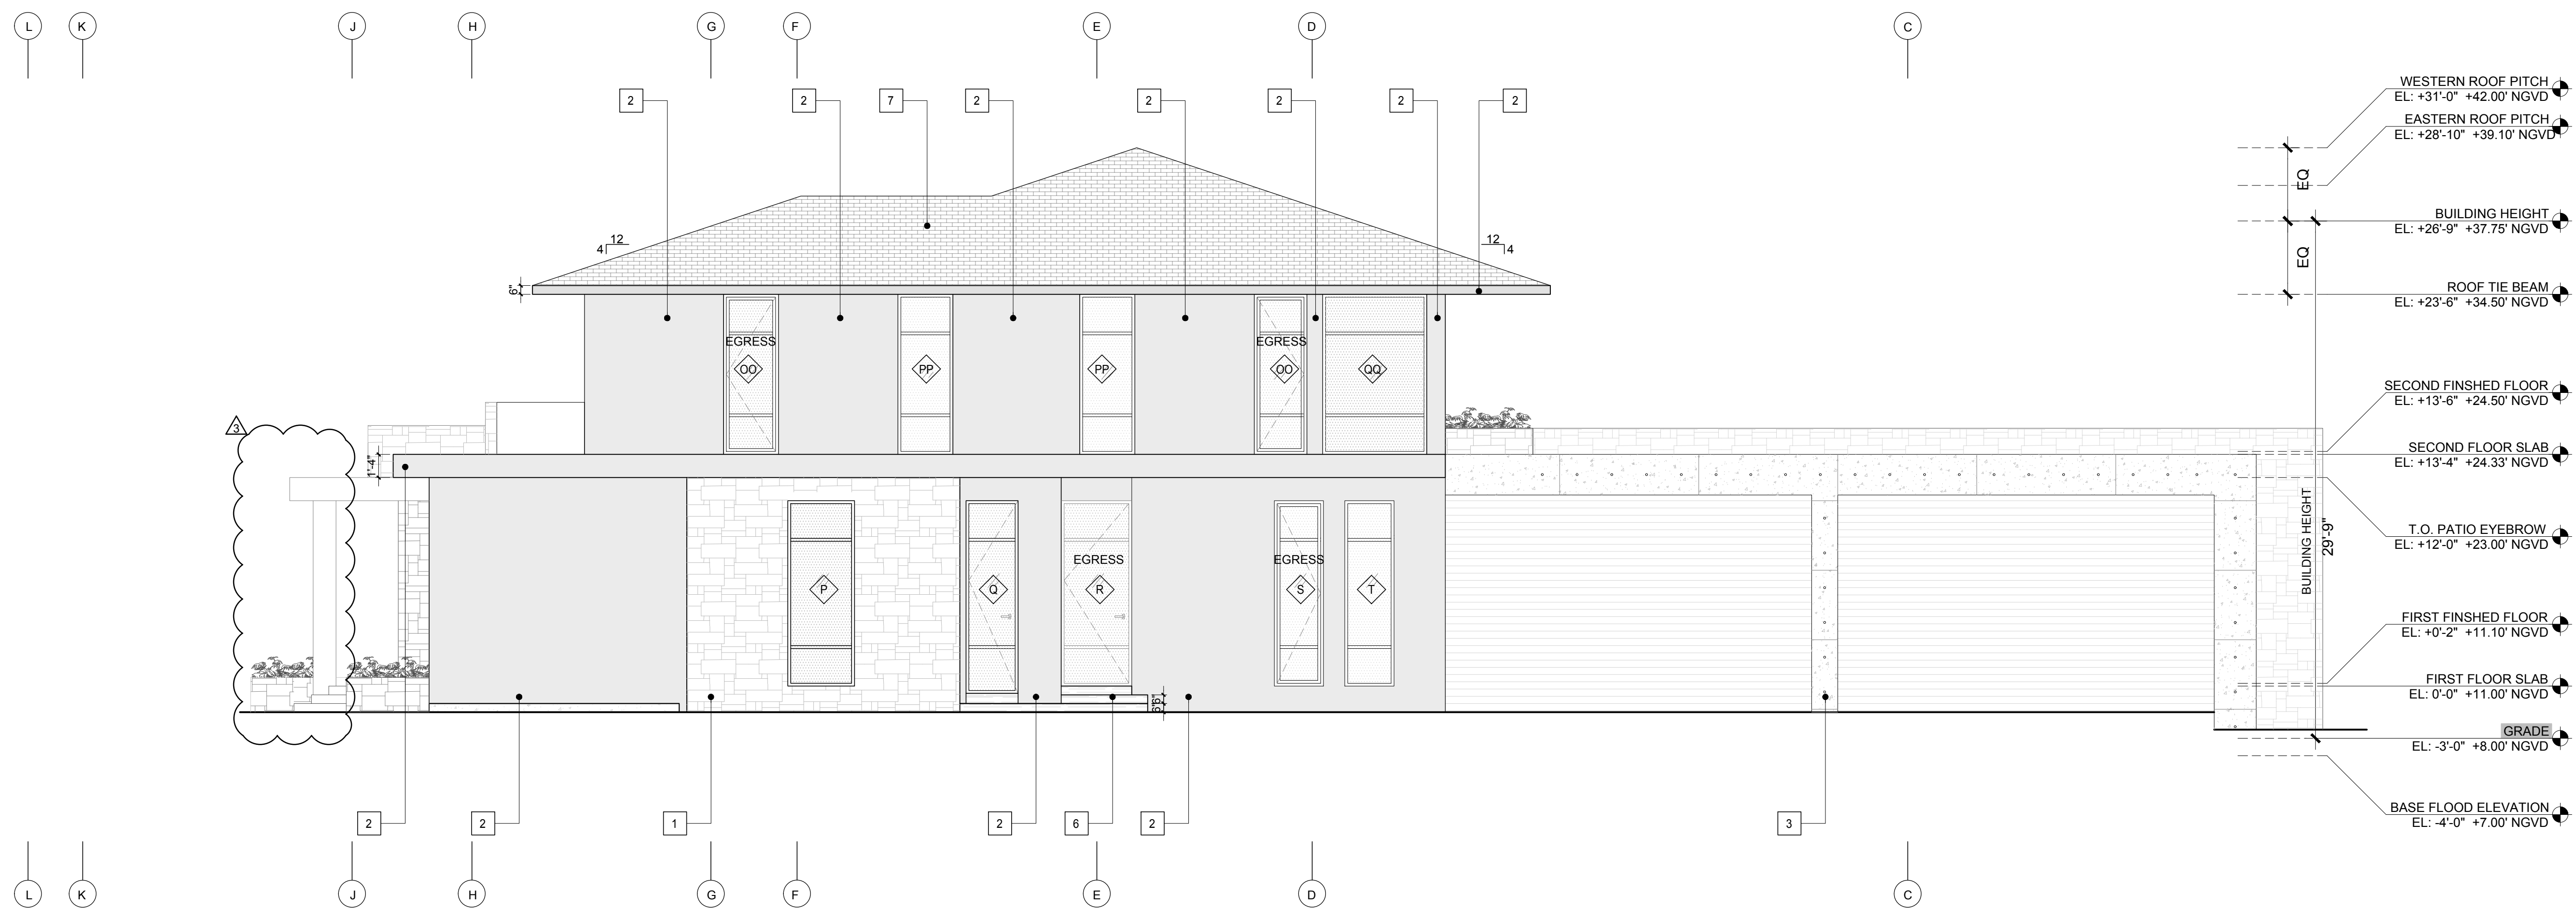 L K J H G F E D C
WESTERN ROOF PITCH
EL: +31'-0" +42.00' NGVD
2 2 7 2 2 2 2 2
EASTERN ROOF PITCH
EL: +28'-10" +39.10' NGVD
EQ
BUILDING HEIGHT
EL: +26'-9" +37.75' NGVD
12
4
12
4
EQ
6"
ROOF TIE BEAM
EL: +23'-6" +34.50' NGVD
EGRESS
EGRESS
OO PP PP OO QQ
SECOND FINSHED FLOOR
EL: +13'-6" +24.50' NGVD
3
SECOND FLOOR SLAB
EL: +13'-4" +24.33' NGVD
1'-4"
BUILDING HEIGHT
29'-9"
T.O. PATIO EYEBROW
EL: +12'-0" +23.00' NGVD
EGRESS
EGRESS
P Q R S T
FIRST FINSHED FLOOR
EL: +0'-2" +11.10' NGVD
FIRST FLOOR SLAB
EL: 0'-0" +11.00' NGVD
6"
6"
GRADE
EL: -3'-0" +8.00' NGVD
BASE FLOOD ELEVATION
EL: -4'-0" +7.00' NGVD
2 2 1 2 6 2 3
L K J H G F E D C